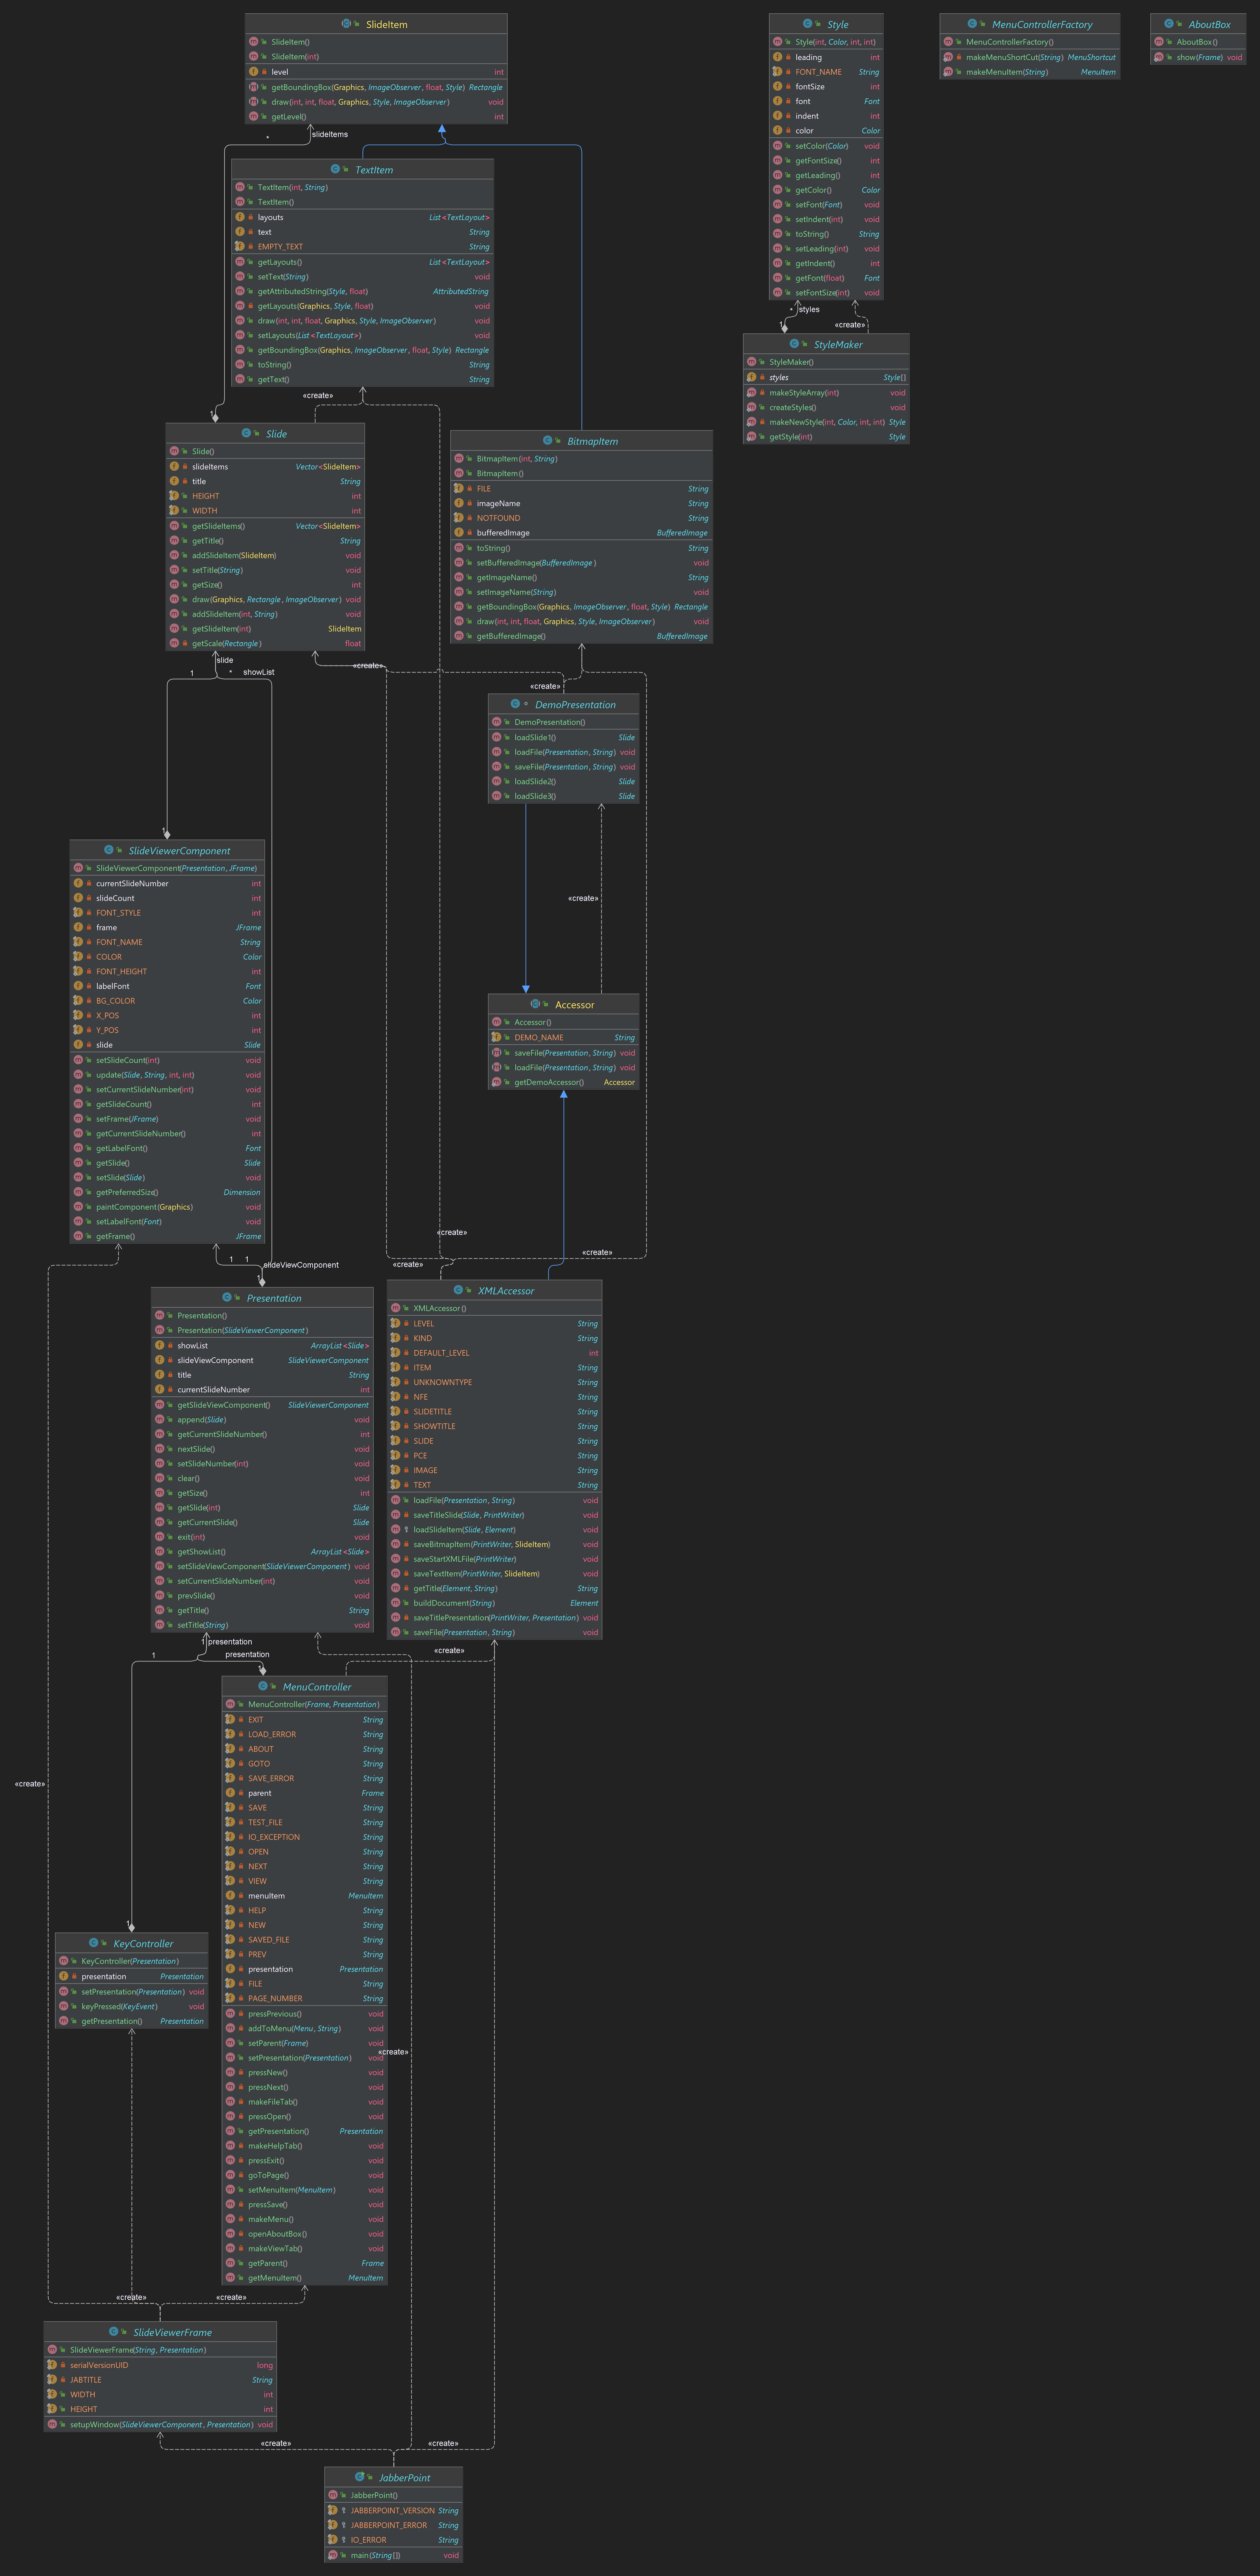 SlideItem
SlideItem()
SlideItem(int)
level int
getBoundingBox(Graphics, ImageObserver, float, Style) Rectangle
draw(int, int, float, Graphics, Style, ImageObserver) void
getLevel() int
* slideItems
TextItem
TextItem(int, String)
TextItem()
layouts List<TextLayout>
text String
EMPTY_TEXT String
getLayouts() List<TextLayout>
setText(String) void
getAttributedString(Style, float) AttributedString
getLayouts(Graphics, Style, float) void
draw(int, int, float, Graphics, Style, ImageObserver) void
setLayouts(List<TextLayout>) void
getBoundingBox(Graphics, ImageObserver, float, Style) Rectangle
toString() String
getText() String
«create»
1
Style
Style(int, Color, int, int)
leading int
FONT_NAME String
fontSize int
font Font
indent int
color Color
setColor(Color) void
getFontSize() int
getLeading() int
getColor() Color
setFont(Font) void
setIndent(int) void
toString() String
setLeading(int) void
getIndent() int
getFont(float) Font
setFontSize(int) void
* styles
1
«create»
StyleMaker
StyleMaker()
styles Style[]
makeStyleArray(int) void
createStyles() void
makeNewStyle(int, Color, int, int) Style
getStyle(int) Style
MenuControllerFactory
MenuControllerFactory()
makeMenuShortCut(String) MenuShortcut
makeMenuItem(String) MenuItem
AboutBox
AboutBox()
show(Frame) void
Slide
Slide()
slideItems Vector<SlideItem>
title String
HEIGHT int
WIDTH int
getSlideItems() Vector<SlideItem>
getTitle() String
addSlideItem(SlideItem) void
setTitle(String) void
getSize() int
draw(Graphics, Rectangle, ImageObserver) void
addSlideItem(int, String) void
getSlideItem(int) SlideItem
getScale(Rectangle) float
BitmapItem
BitmapItem(int, String)
BitmapItem()
FILE String
imageName String
NOTFOUND String
bufferedImage BufferedImage
toString() String
setBufferedImage(BufferedImage) void
getImageName() String
setImageName(String) void
getBoundingBox(Graphics, ImageObserver, float, Style) Rectangle
draw(int, int, float, Graphics, Style, ImageObserver) void
getBufferedImage() BufferedImage
slide
1 * showList
«create»
«create»
DemoPresentation
DemoPresentation()
loadSlide1() Slide
loadFile(Presentation, String) void
saveFile(Presentation, String) void
loadSlide2() Slide
loadSlide3() Slide
1
«create»
SlideViewerComponent
SlideViewerComponent(Presentation, JFrame)
currentSlideNumber int
slideCount int
FONT_STYLE int
frame JFrame
FONT_NAME String
COLOR Color
FONT_HEIGHT int
labelFont Font
BG_COLOR Color
X_POS int
Y_POS int
slide Slide
setSlideCount(int) void
update(Slide, String, int, int) void
setCurrentSlideNumber(int) void
getSlideCount() int
setFrame(JFrame) void
getCurrentSlideNumber() int
getLabelFont() Font
getSlide() Slide
setSlide(Slide) void
getPreferredSize() Dimension
paintComponent(Graphics) void
setLabelFont(Font) void
getFrame() JFrame
Accessor
Accessor()
DEMO_NAME String
saveFile(Presentation, String) void
loadFile(Presentation, String) void
getDemoAccessor() Accessor
«create»
«create»
«create»
1 1
slideViewComponent
1
Presentation
Presentation()
Presentation(SlideViewerComponent)
showList ArrayList<Slide>
slideViewComponent SlideViewerComponent
title String
currentSlideNumber int
getSlideViewComponent() SlideViewerComponent
append(Slide) void
getCurrentSlideNumber() int
nextSlide() void
setSlideNumber(int) void
clear() void
getSize() int
getSlide(int) Slide
getCurrentSlide() Slide
exit(int) void
getShowList() ArrayList<Slide>
setSlideViewComponent(SlideViewerComponent) void
setCurrentSlideNumber(int) void
prevSlide() void
getTitle() String
setTitle(String) void
XMLAccessor
XMLAccessor()
LEVEL String
KIND String
DEFAULT_LEVEL int
ITEM String
UNKNOWNTYPE String
NFE String
SLIDETITLE String
SHOWTITLE String
SLIDE String
PCE String
IMAGE String
TEXT String
loadFile(Presentation, String) void
saveTitleSlide(Slide, PrintWriter) void
loadSlideItem(Slide, Element) void
saveBitmapItem(PrintWriter, SlideItem) void
saveStartXMLFile(PrintWriter) void
saveTextItem(PrintWriter, SlideItem) void
getTitle(Element, String) String
buildDocument(String) Element
saveTitlePresentation(PrintWriter, Presentation) void
saveFile(Presentation, String) void
1 presentation
1 presentation
1
«create»
MenuController
MenuController(Frame, Presentation)
EXIT String
LOAD_ERROR String
ABOUT String
GOTO String
SAVE_ERROR String
parent Frame
SAVE String
TEST_FILE String
IO_EXCEPTION String
OPEN String
NEXT String
VIEW String
menuItem MenuItem
HELP String
NEW String
SAVED_FILE String
PREV String
presentation Presentation
FILE String
PAGE_NUMBER String
pressPrevious() void
addToMenu(Menu, String) void
setParent(Frame) void
setPresentation(Presentation) void
pressNew() void
pressNext() void
makeFileTab() void
pressOpen() void
getPresentation() Presentation
makeHelpTab() void
pressExit() void
goToPage() void
setMenuItem(MenuItem) void
pressSave() void
makeMenu() void
openAboutBox() void
makeViewTab() void
getParent() Frame
getMenuItem() MenuItem
«create»
«create»
1
KeyController
KeyController(Presentation)
presentation Presentation
setPresentation(Presentation) void
keyPressed(KeyEvent) void
getPresentation() Presentation
«create»
«create»
SlideViewerFrame
SlideViewerFrame(String, Presentation)
serialVersionUID long
JABTITLE String
WIDTH int
HEIGHT int
setupWindow(SlideViewerComponent, Presentation) void
«create»
«create»
JabberPoint
JabberPoint()
JABBERPOINT_VERSION String
JABBERPOINT_ERROR String
IO_ERROR String
main(String[]) void